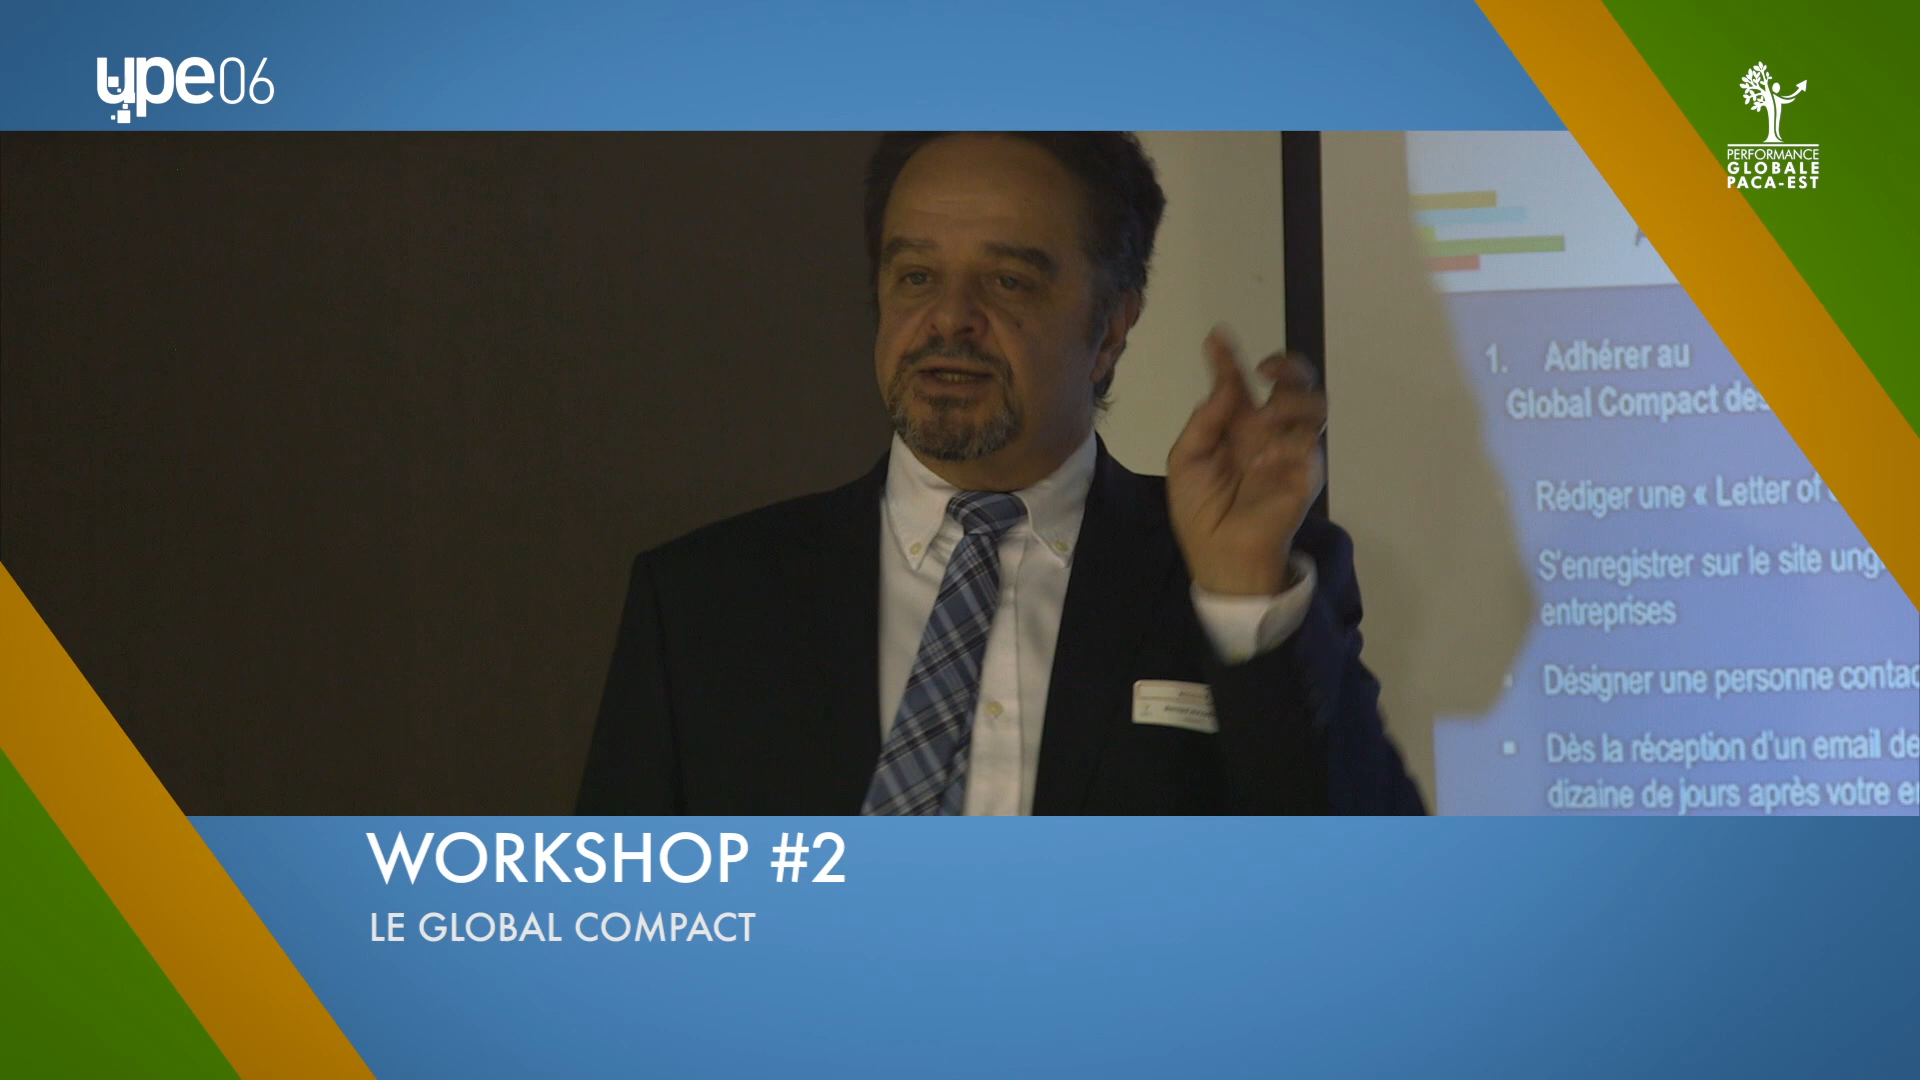 upe06
PERFORMANCE
GLOBALE
PACA-EST
1. Adhérer au
Global Compact des
Rédiger une « Letter of
S'enregistrer sur le site
entreprises
Désigner une personne
▪ Dès la réception d'un email de
dizaine de jours après votre
WORKSHOP #2
LE GLOBAL COMPACT